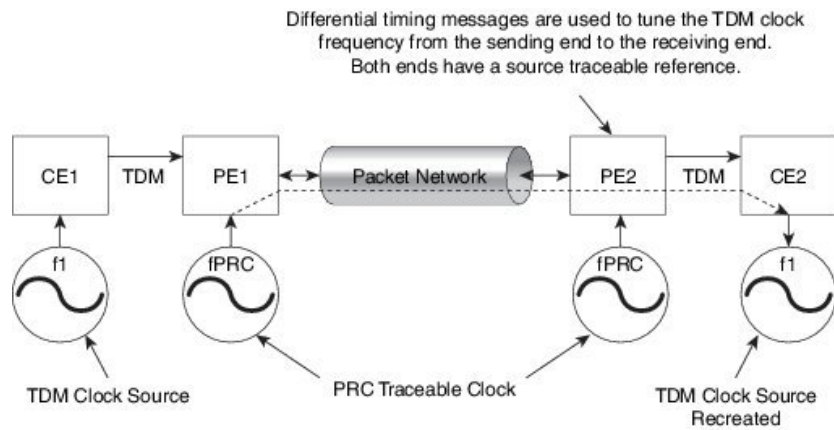 Differential timing messages are used to tune the TDM clock
frequency from the sending end to the receiving end.
Both ends have a source traceable reference.
CE1
TDM
PE1
Packet Network
PE2
TDM
CE2
f1
fPRC
fPRC
f1
TDM Clock Source
PRC Traceable Clock
TDM Clock Source
Recreated